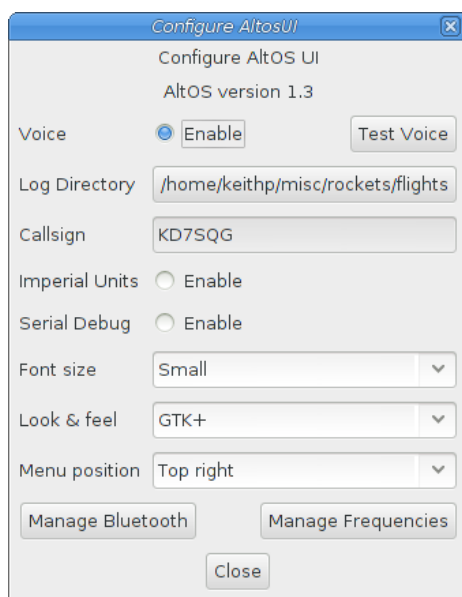 Configure AltosUI
Configure AltOS UI
AltOS version 1.3
Voice Enable Test Voice
Log Directory /home/keithp/misc/rockets/flights
Callsign KD7SQG
Imperial Units Enable
Serial Debug Enable
Font size Small
Look & feel GTK+
Menu position Top right
Manage Bluetooth Manage Frequencies
Close